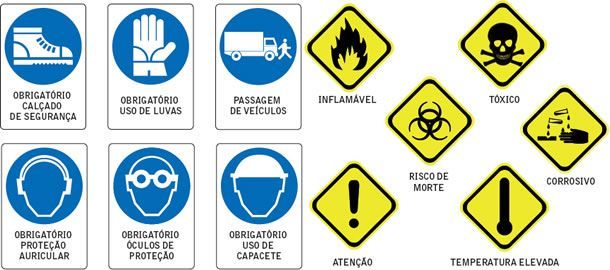 OBRIGATÓRIO
CALÇADO
DE SEGURANÇA
OBRIGATÓRIO
USO DE LUVAS
PASSAGEM
DE VEÍCULOS
INFLAMÁVEL
TÓXICO
RISCO DE
MORTE
CORROSIVO
OBRIGATÓRIO
PROTEÇÃO
AURICULAR
OBRIGATÓRIO
ÓCULOS DE
PROTEÇÃO
OBRIGATÓRIO
USO DE
CAPACETE
ATENÇÃO
TEMPERATURA ELEVADA